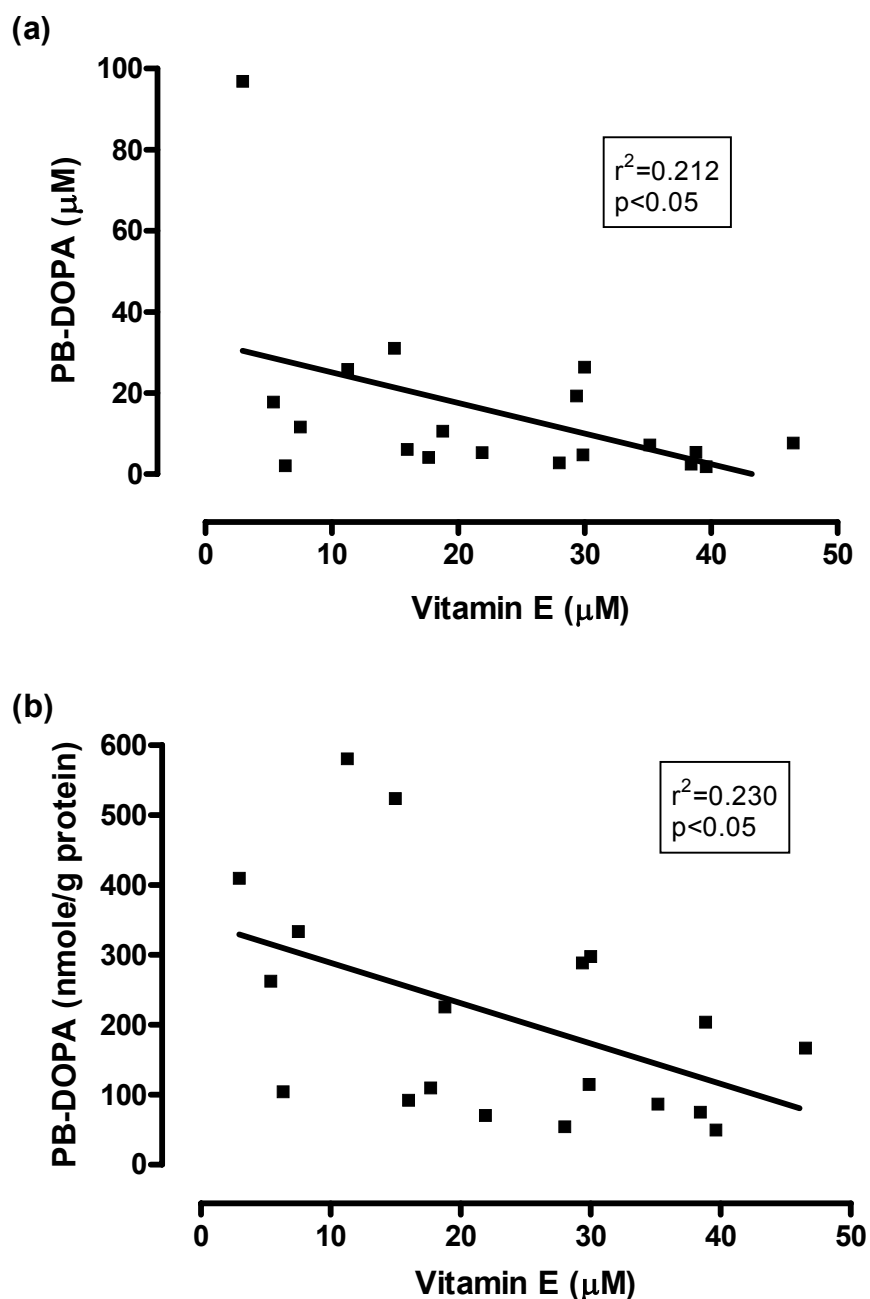 (a)
100
80
60
40
20
0
PB-DOPA (μM)
r²=0.212
p<0.05
0 10 20 30 40 50
Vitamin E (μM)
(b)
600
500
400
300
200
100
0
PB-DOPA (nmole/g protein)
r²=0.230
p<0.05
0 10 20 30 40 50
Vitamin E (μM)